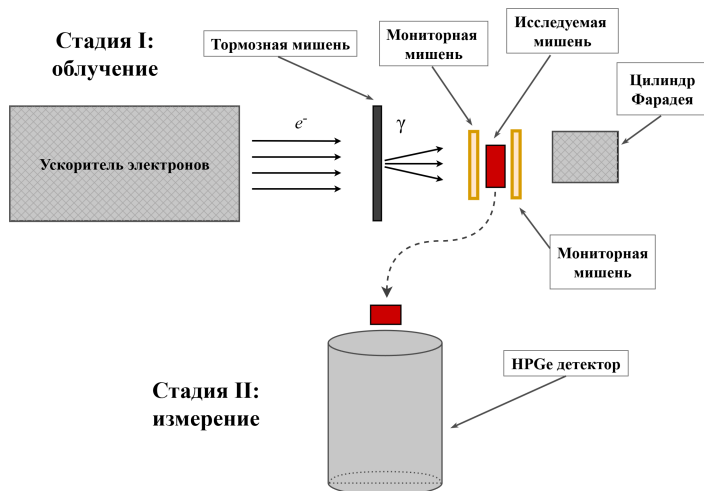 Стадия I:
облучение
Тормозная мишень
Мониторная
мишень
Исследуемая
мишень
Цилиндр
Фарадея
Ускоритель электронов
e-
γ
Мониторная
мишень
Стадия II:
измерение
HPGe детектор